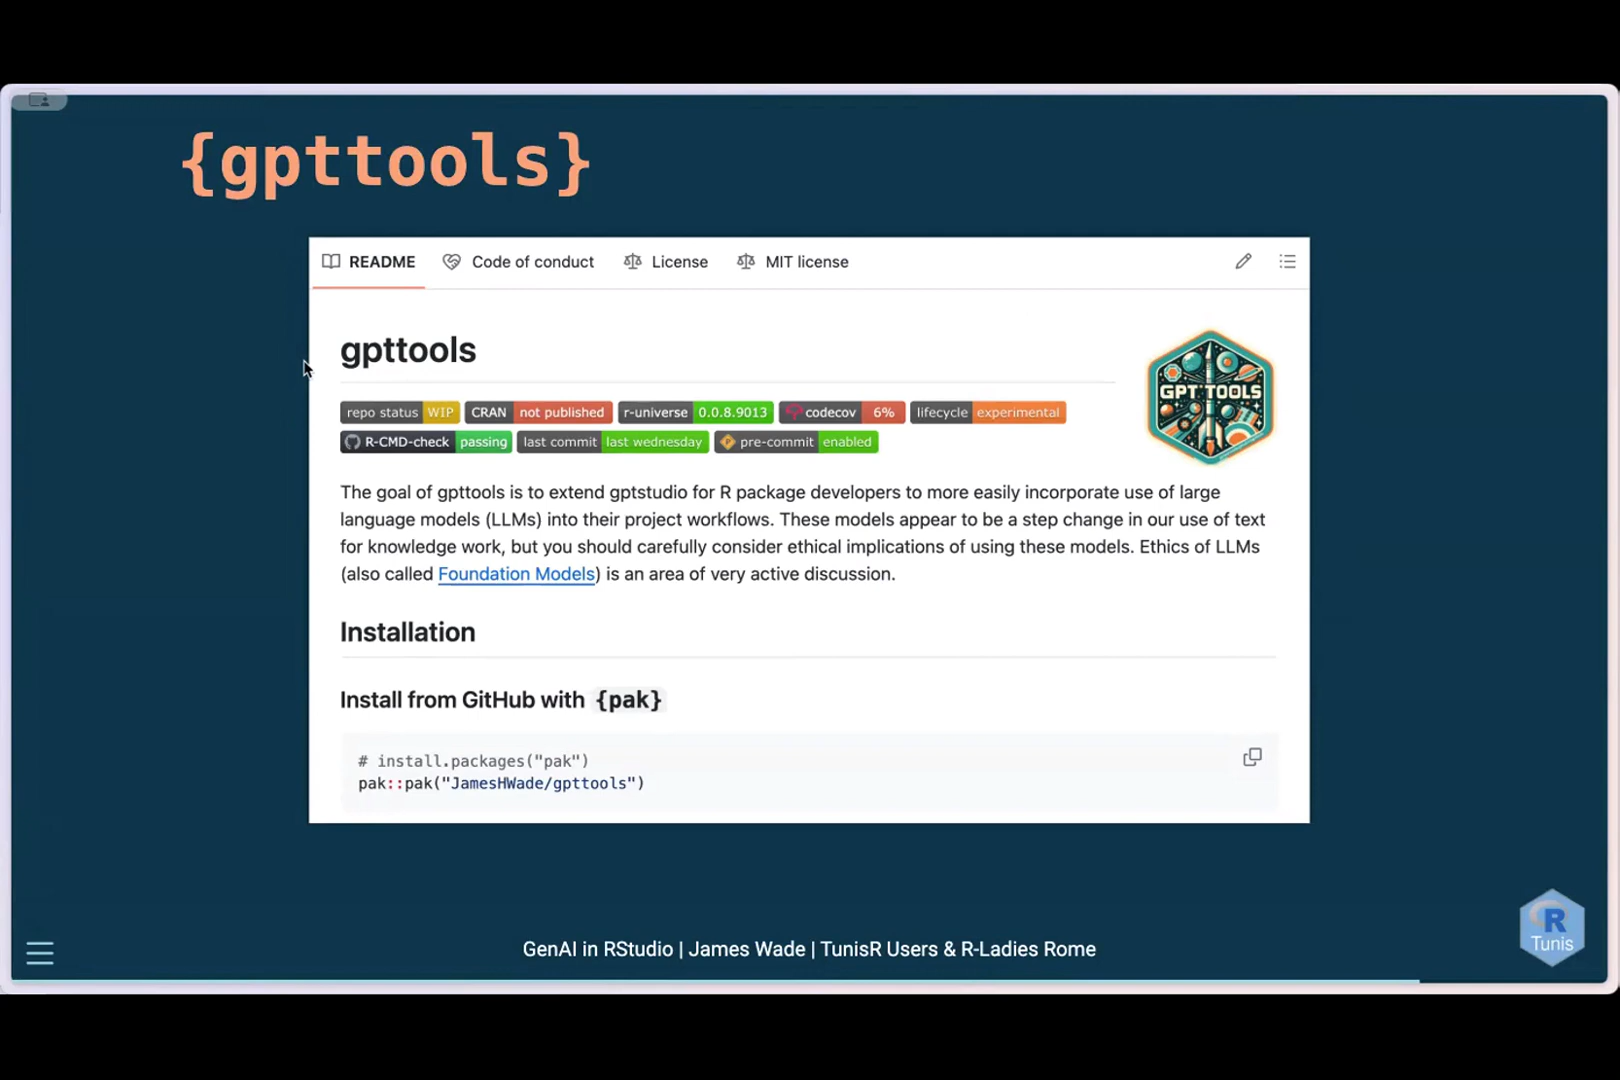 {gpttools}
README Code of conduct License MIT license
gpttools
GPT TOOLS
repo status WIP CRAN not published r-universe 0.0.8.9013 codecov 6% lifecycle experimental
R-CMD-check passing last commit last wednesday pre-commit enabled
The goal of gpttools is to extend gptstudio for R package developers to more easily incorporate use of large
language models (LLMs) into their project workflows. These models appear to be a step change in our use of text
for knowledge work, but you should carefully consider ethical implications of using these models. Ethics of LLMs
(also called Foundation Models) is an area of very active discussion.
Installation
Install from GitHub with {pak}
# install.packages("pak")
pak::pak("JamesHWade/gpttools")
GenAI in RStudio | James Wade | TunisR Users & R-Ladies Rome
R
Tunis